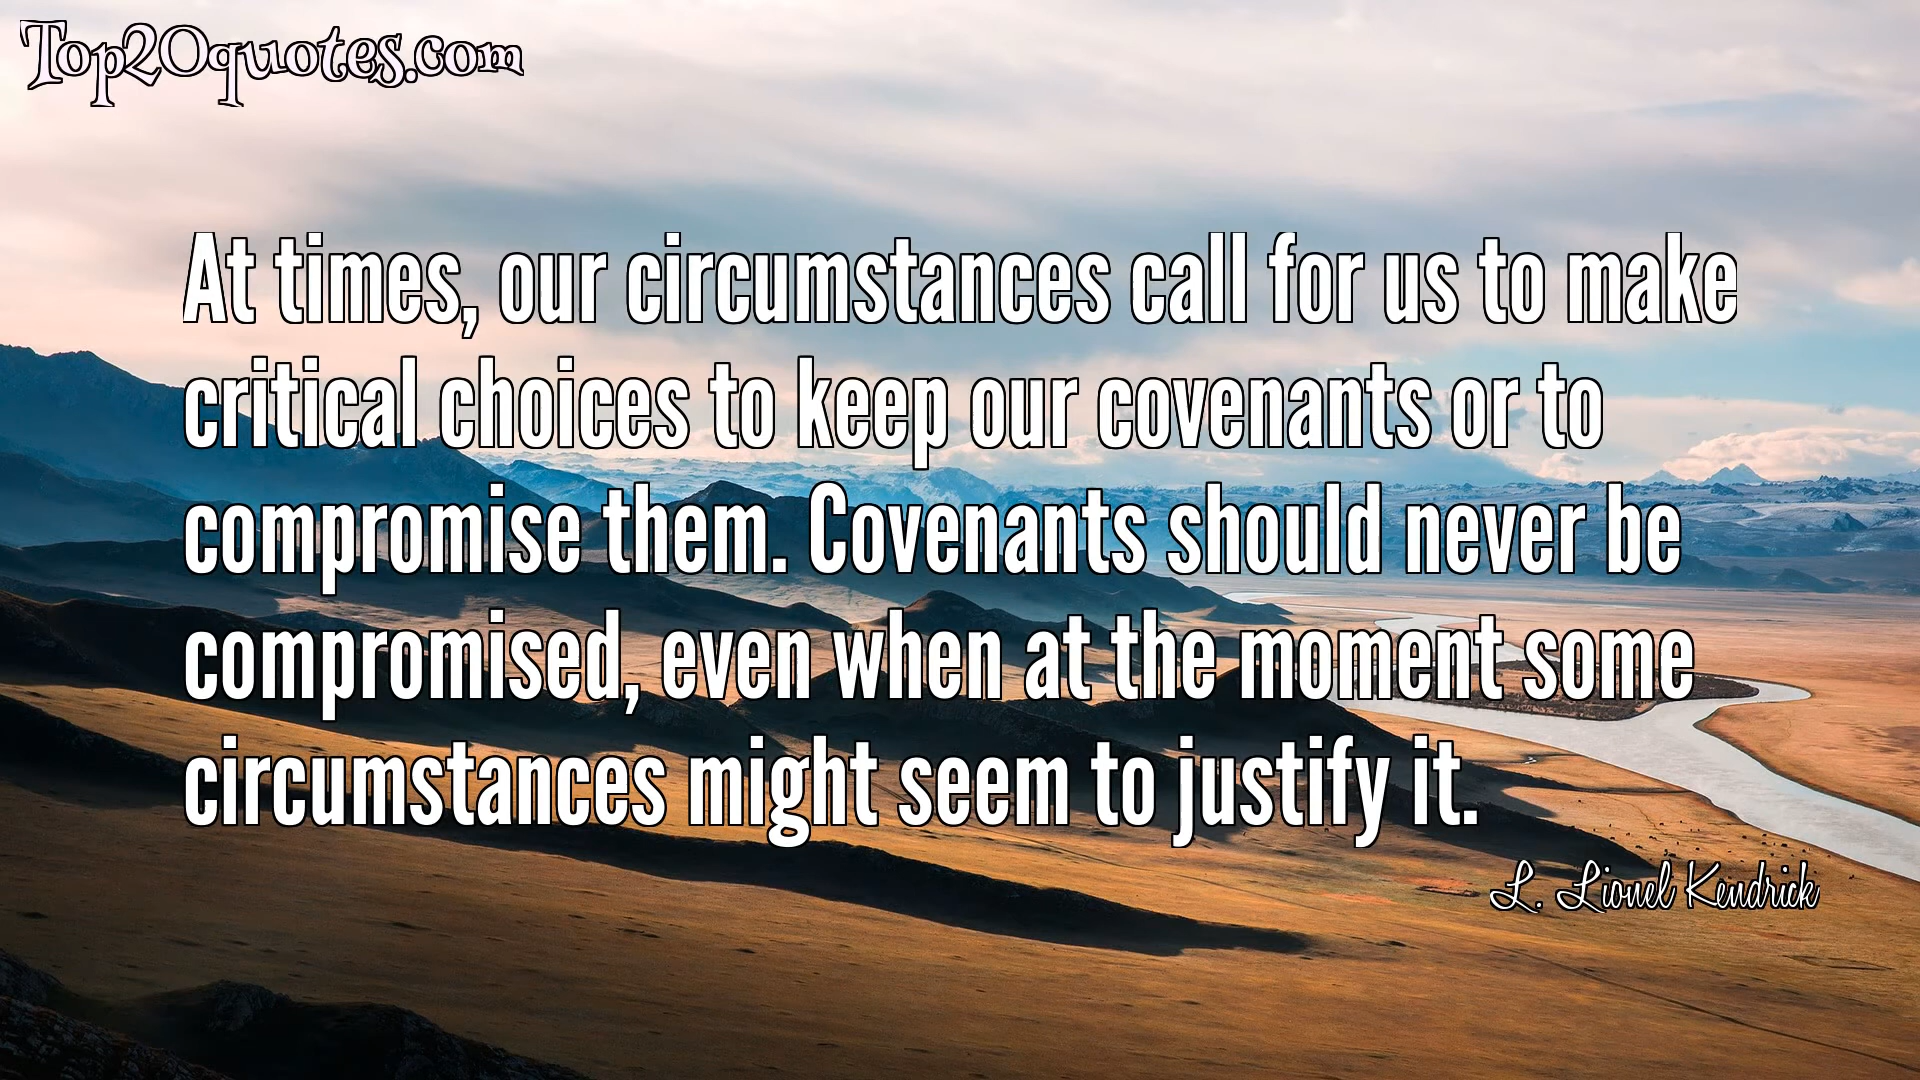 Top20quotes.com
At times, our circumstances call for us to make
critical choices to keep our covenants or to
compromise them. Covenants should never be
compromised, even when at the moment some
circumstances might seem to justify it.
L. Lionel Kendrick